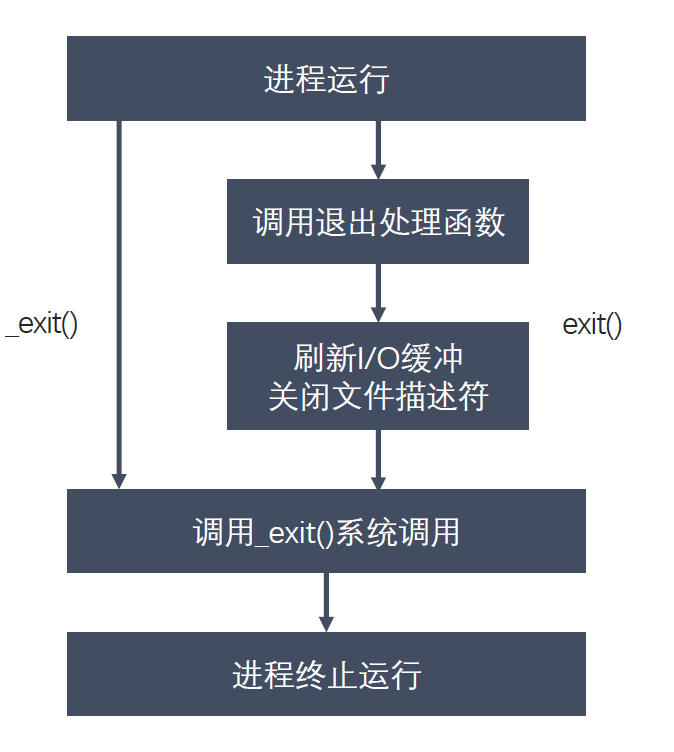 进程运行
调用退出处理函数
_exit()
exit()
刷新I/O缓冲
关闭文件描述符
调用_exit()系统调用
进程终止运行